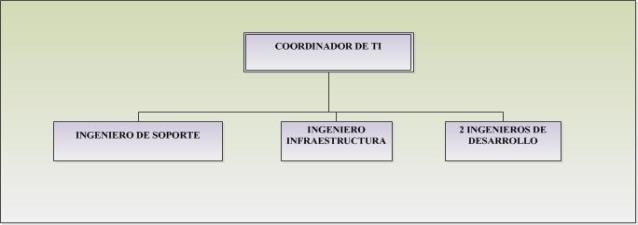 COORDINADOR DE TI
INGENIERO DE SOPORTE
INGENIERO
INFRAESTRUCTURA
2 INGENIEROS DE
DESARROLLO